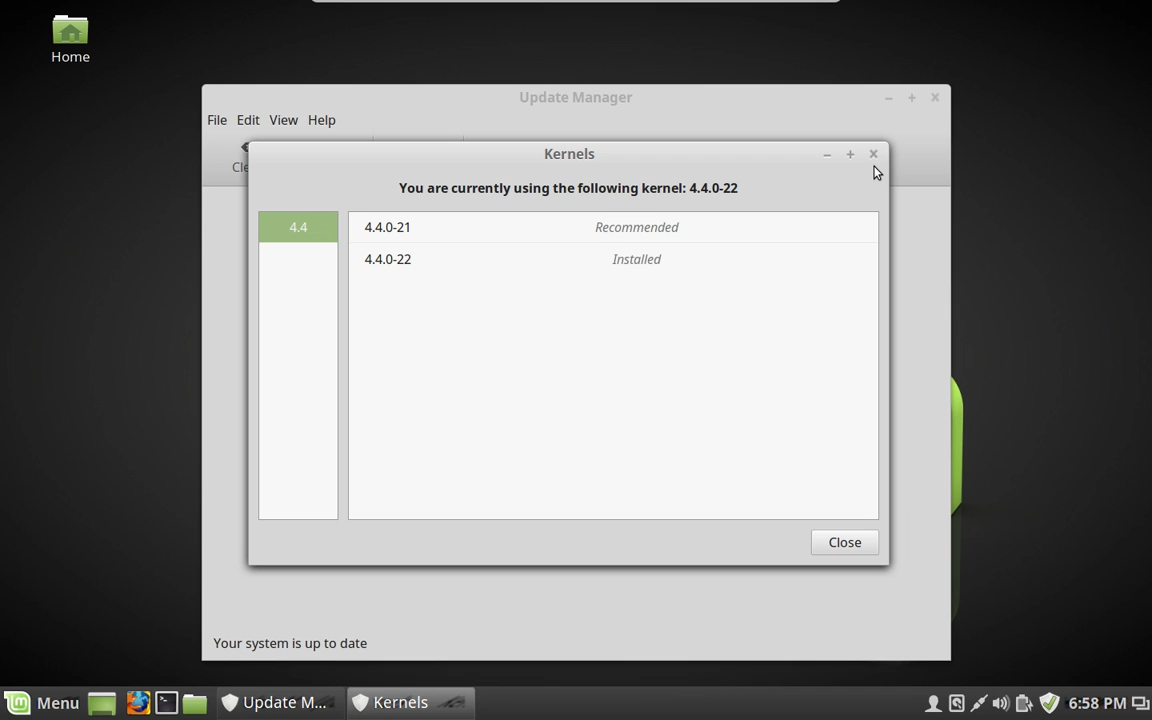 Home
Update Manager
File Edit View Help
Cle
Kernels
You are currently using the following kernel: 4.4.0-22
4.4
4.4.0-21 Recommended
4.4.0-22 Installed
Close
Your system is up to date
Menu Update M... Kernels 6:58 PM